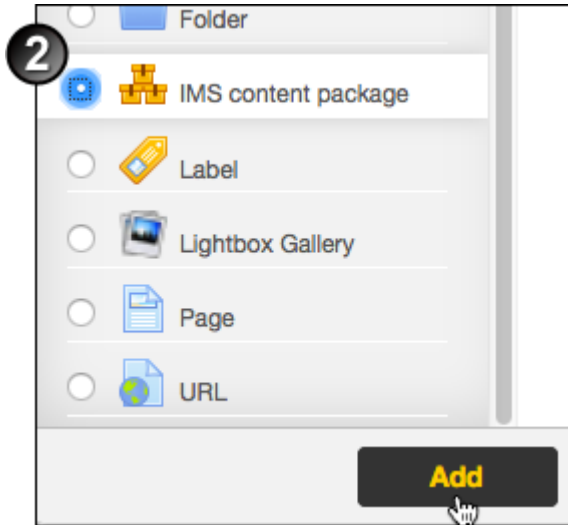 Folder
2
IMS content package
Label
Lightbox Gallery
Page
URL
Add